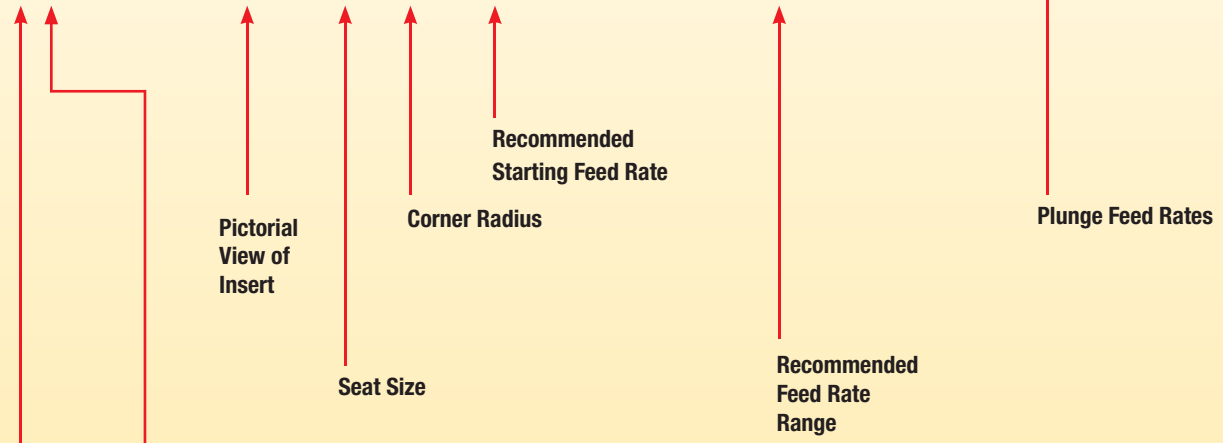 Recommended
Starting Feed Rate
Corner Radius
Plunge Feed Rates
Pictorial
View of
Insert
Seat Size
Recommended
Feed Rate
Range